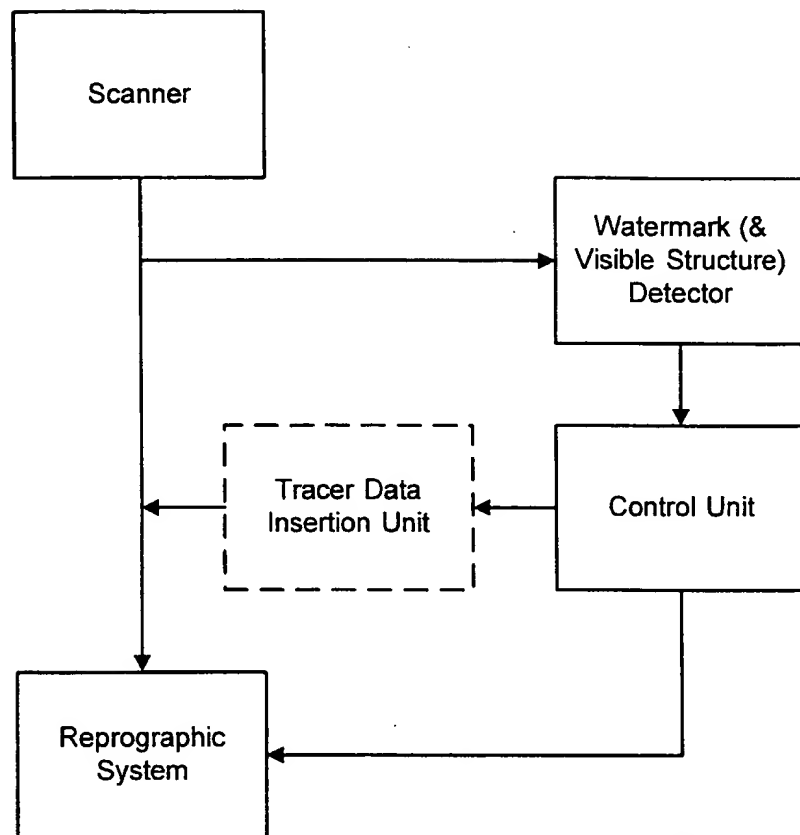 Scanner
Watermark (&
Visible Structure)
Detector
Tracer Data
Insertion Unit
Control Unit
Reprographic
System